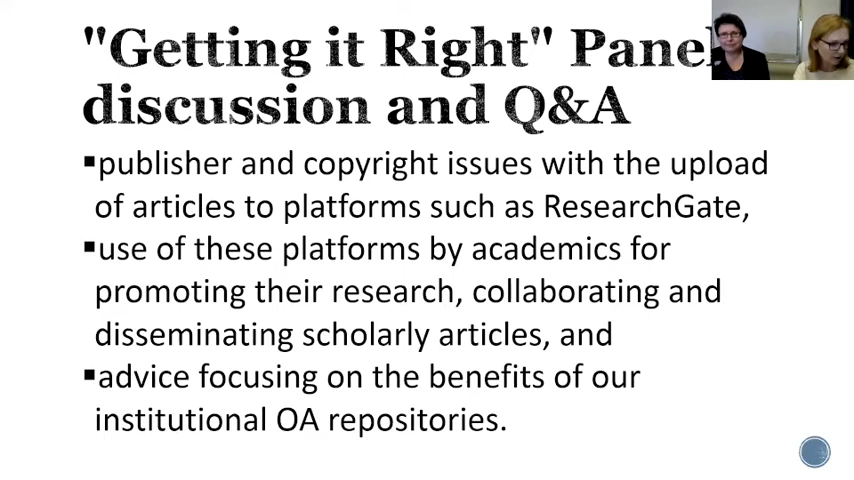 "Getting it Right" Panel
discussion and Q&A
▪publisher and copyright issues with the upload
of articles to platforms such as ResearchGate,
▪use of these platforms by academics for
promoting their research, collaborating and
disseminating scholarly articles, and
▪advice focusing on the benefits of our
institutional OA repositories.